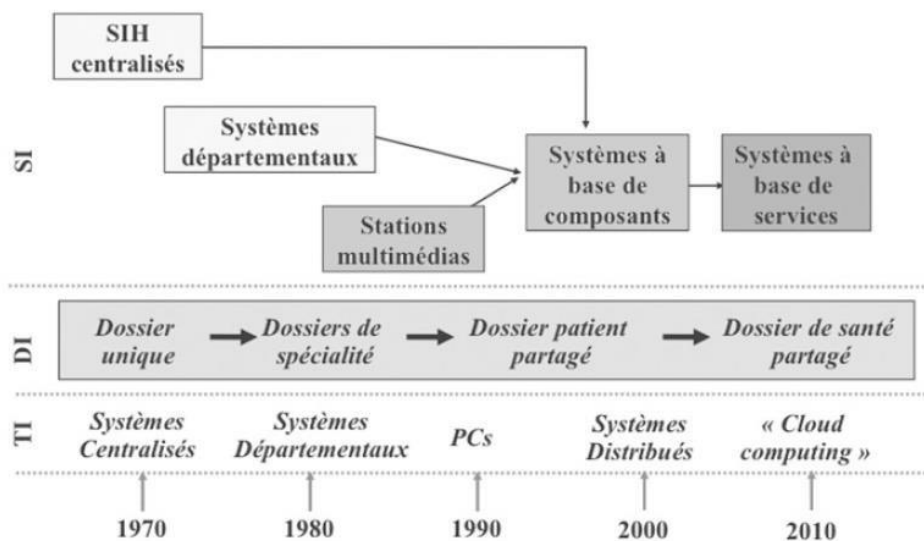 SIH
centralisés
Systèmes
départementaux
Stations
multimédias
Systèmes à
base de
composants
Systèmes à
base de
services
SI
Dossier
unique
Dossiers de
spécialité
Dossier patient
partagé
Dossier de santé
partagé
DI
Systèmes
Centralisés
Systèmes
Départementaux
PCs
Systèmes
Distribués
« Cloud
computing »
TI
1970
1980
1990
2000
2010